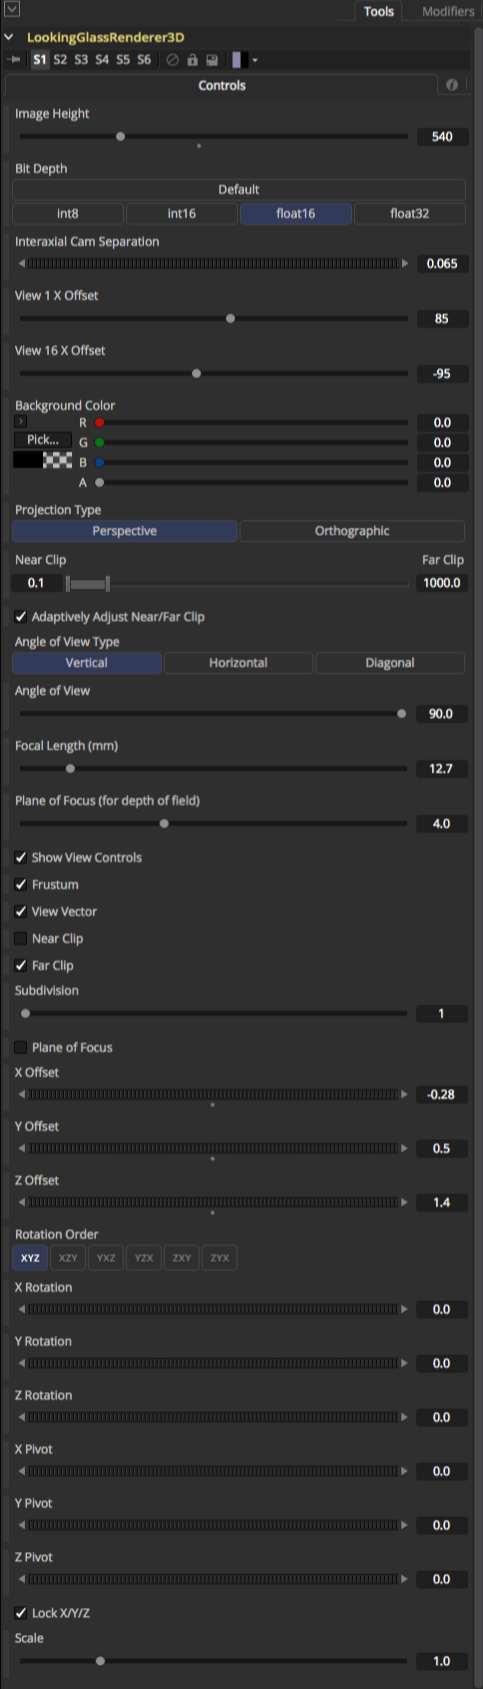 Tools Modifiers
LookingGlassRenderer3D
S1 S2 S3 S4 S5 S6
Controls
Image Height
540
Bit Depth
Default
int8 int16 float16 float32
Interaxial Cam Separation
0.065
View 1 X Offset
85
View 16 X Offset
-95
Background Color
R 0.0
Pick... G 0.0
B 0.0
A 0.0
Projection Type
Perspective Orthographic
Near Clip Far Clip
0.1 1000.0
Adaptively Adjust Near/Far Clip
Angle of View Type
Vertical Horizontal Diagonal
Angle of View
90.0
Focal Length (mm)
12.7
Plane of Focus (for depth of field)
4.0
Show View Controls
Frustum
View Vector
Near Clip
Far Clip
Subdivision
1
Plane of Focus
X Offset
-0.28
Y Offset
0.5
Z Offset
1.4
Rotation Order
XYZ XZY YXZ YZX ZXY ZYX
X Rotation
0.0
Y Rotation
0.0
Z Rotation
0.0
X Pivot
0.0
Y Pivot
0.0
Z Pivot
0.0
Lock X/Y/Z
Scale
1.0